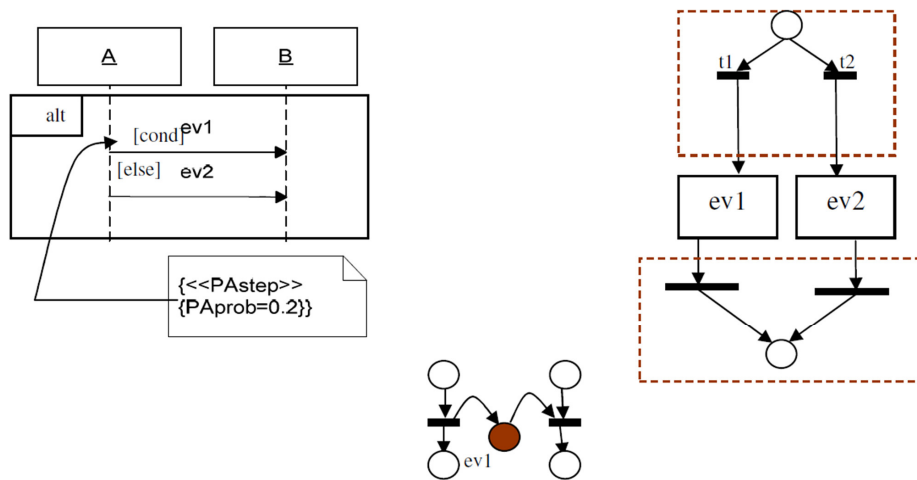 A
B
alt
[cond]
ev1
[else]
ev2
{<<PAstep>>
{PAprob=0.2}}
t1
t2
ev1
ev2
ev1